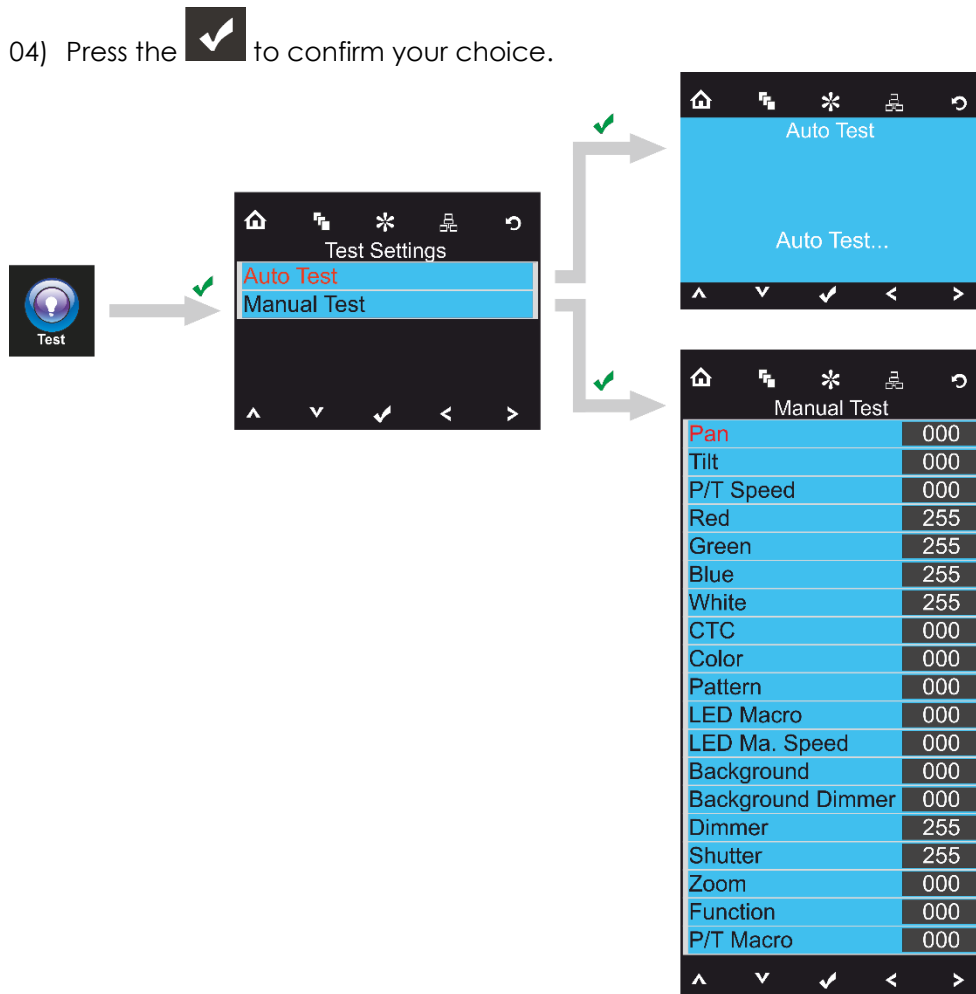 04) Press the to confirm your choice.
Test
Test Settings
Auto Test
Manual Test
Auto Test
Auto Test...
Manual Test
Pan 000
Tilt 000
P/T Speed 000
Red 255
Green 255
Blue 255
White 255
CTC 000
Color 000
Pattern 000
LED Macro 000
LED Ma. Speed 000
Background 000
Background Dimmer 000
Dimmer 255
Shutter 255
Zoom 000
Function 000
P/T Macro 000